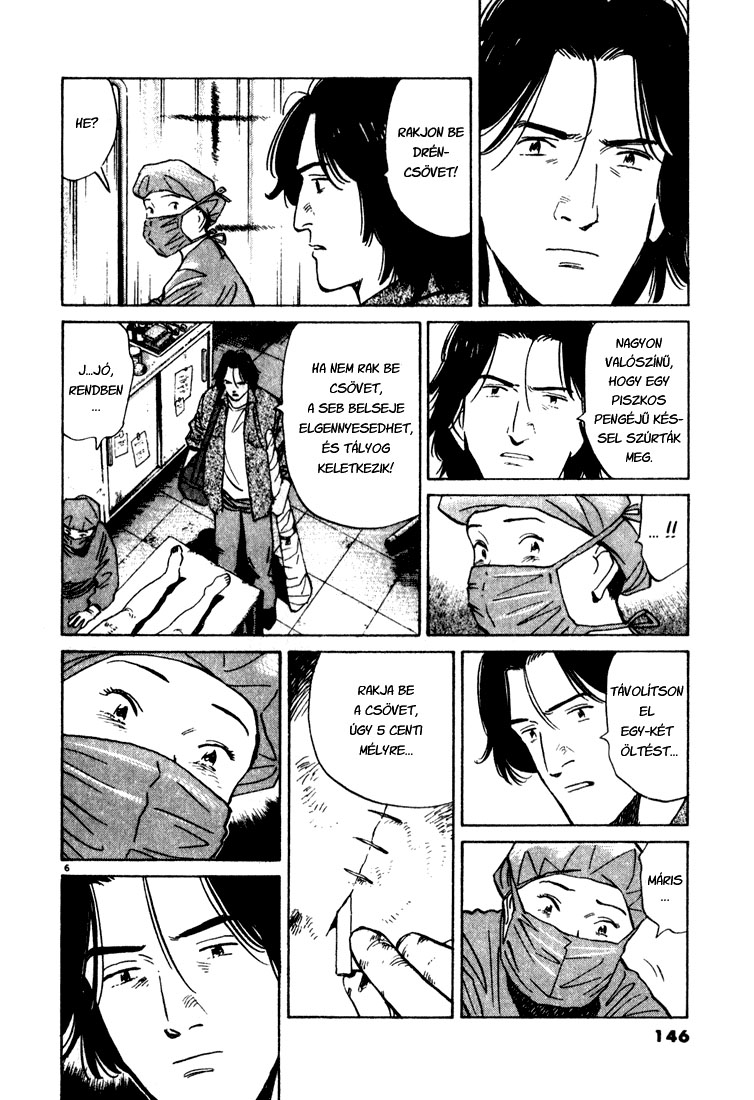 RAKJON BE
DRÉN-
CSÖVET!
HE?
NAGYON
VALÓSZÍNŰ,
HOGY EGY
PISZKOS
PENGÉJŰ KÉS-
SEL SZÚRTÁK
MEG.
HA NEM RAK BE
CSÖVET,
A SEB BELSEJE
ELGENNYESEDHET,
ÉS TÁLYOG
KELETKEZIK!
J...JÓ,
RENDBEN
...
...!!
TÁVOLÍTSON
EL
EGY-KÉT
ÖLTÉST...
MÁRIS
...
RAKJA BE
A CSÖVET,
ÚGY 5 CENTI
MÉLYRE...
6
146